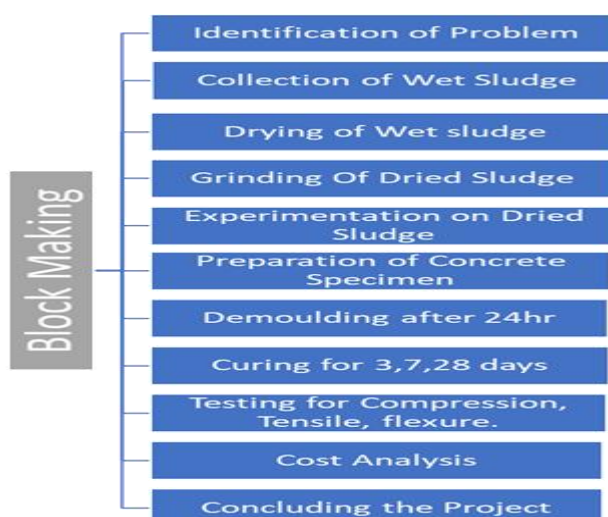 Block Making
Identification of Problem
Collection of Wet Sludge
Drying of Wet sludge
Grinding Of Dried Sludge
Experimentation on Dried
Sludge
Preparation of Concrete
Specimen
Demoulding after 24hr
Curing for 3,7,28 days
Testing for Compression,
Tensile, flexure.
Cost Analysis
Concluding the Project